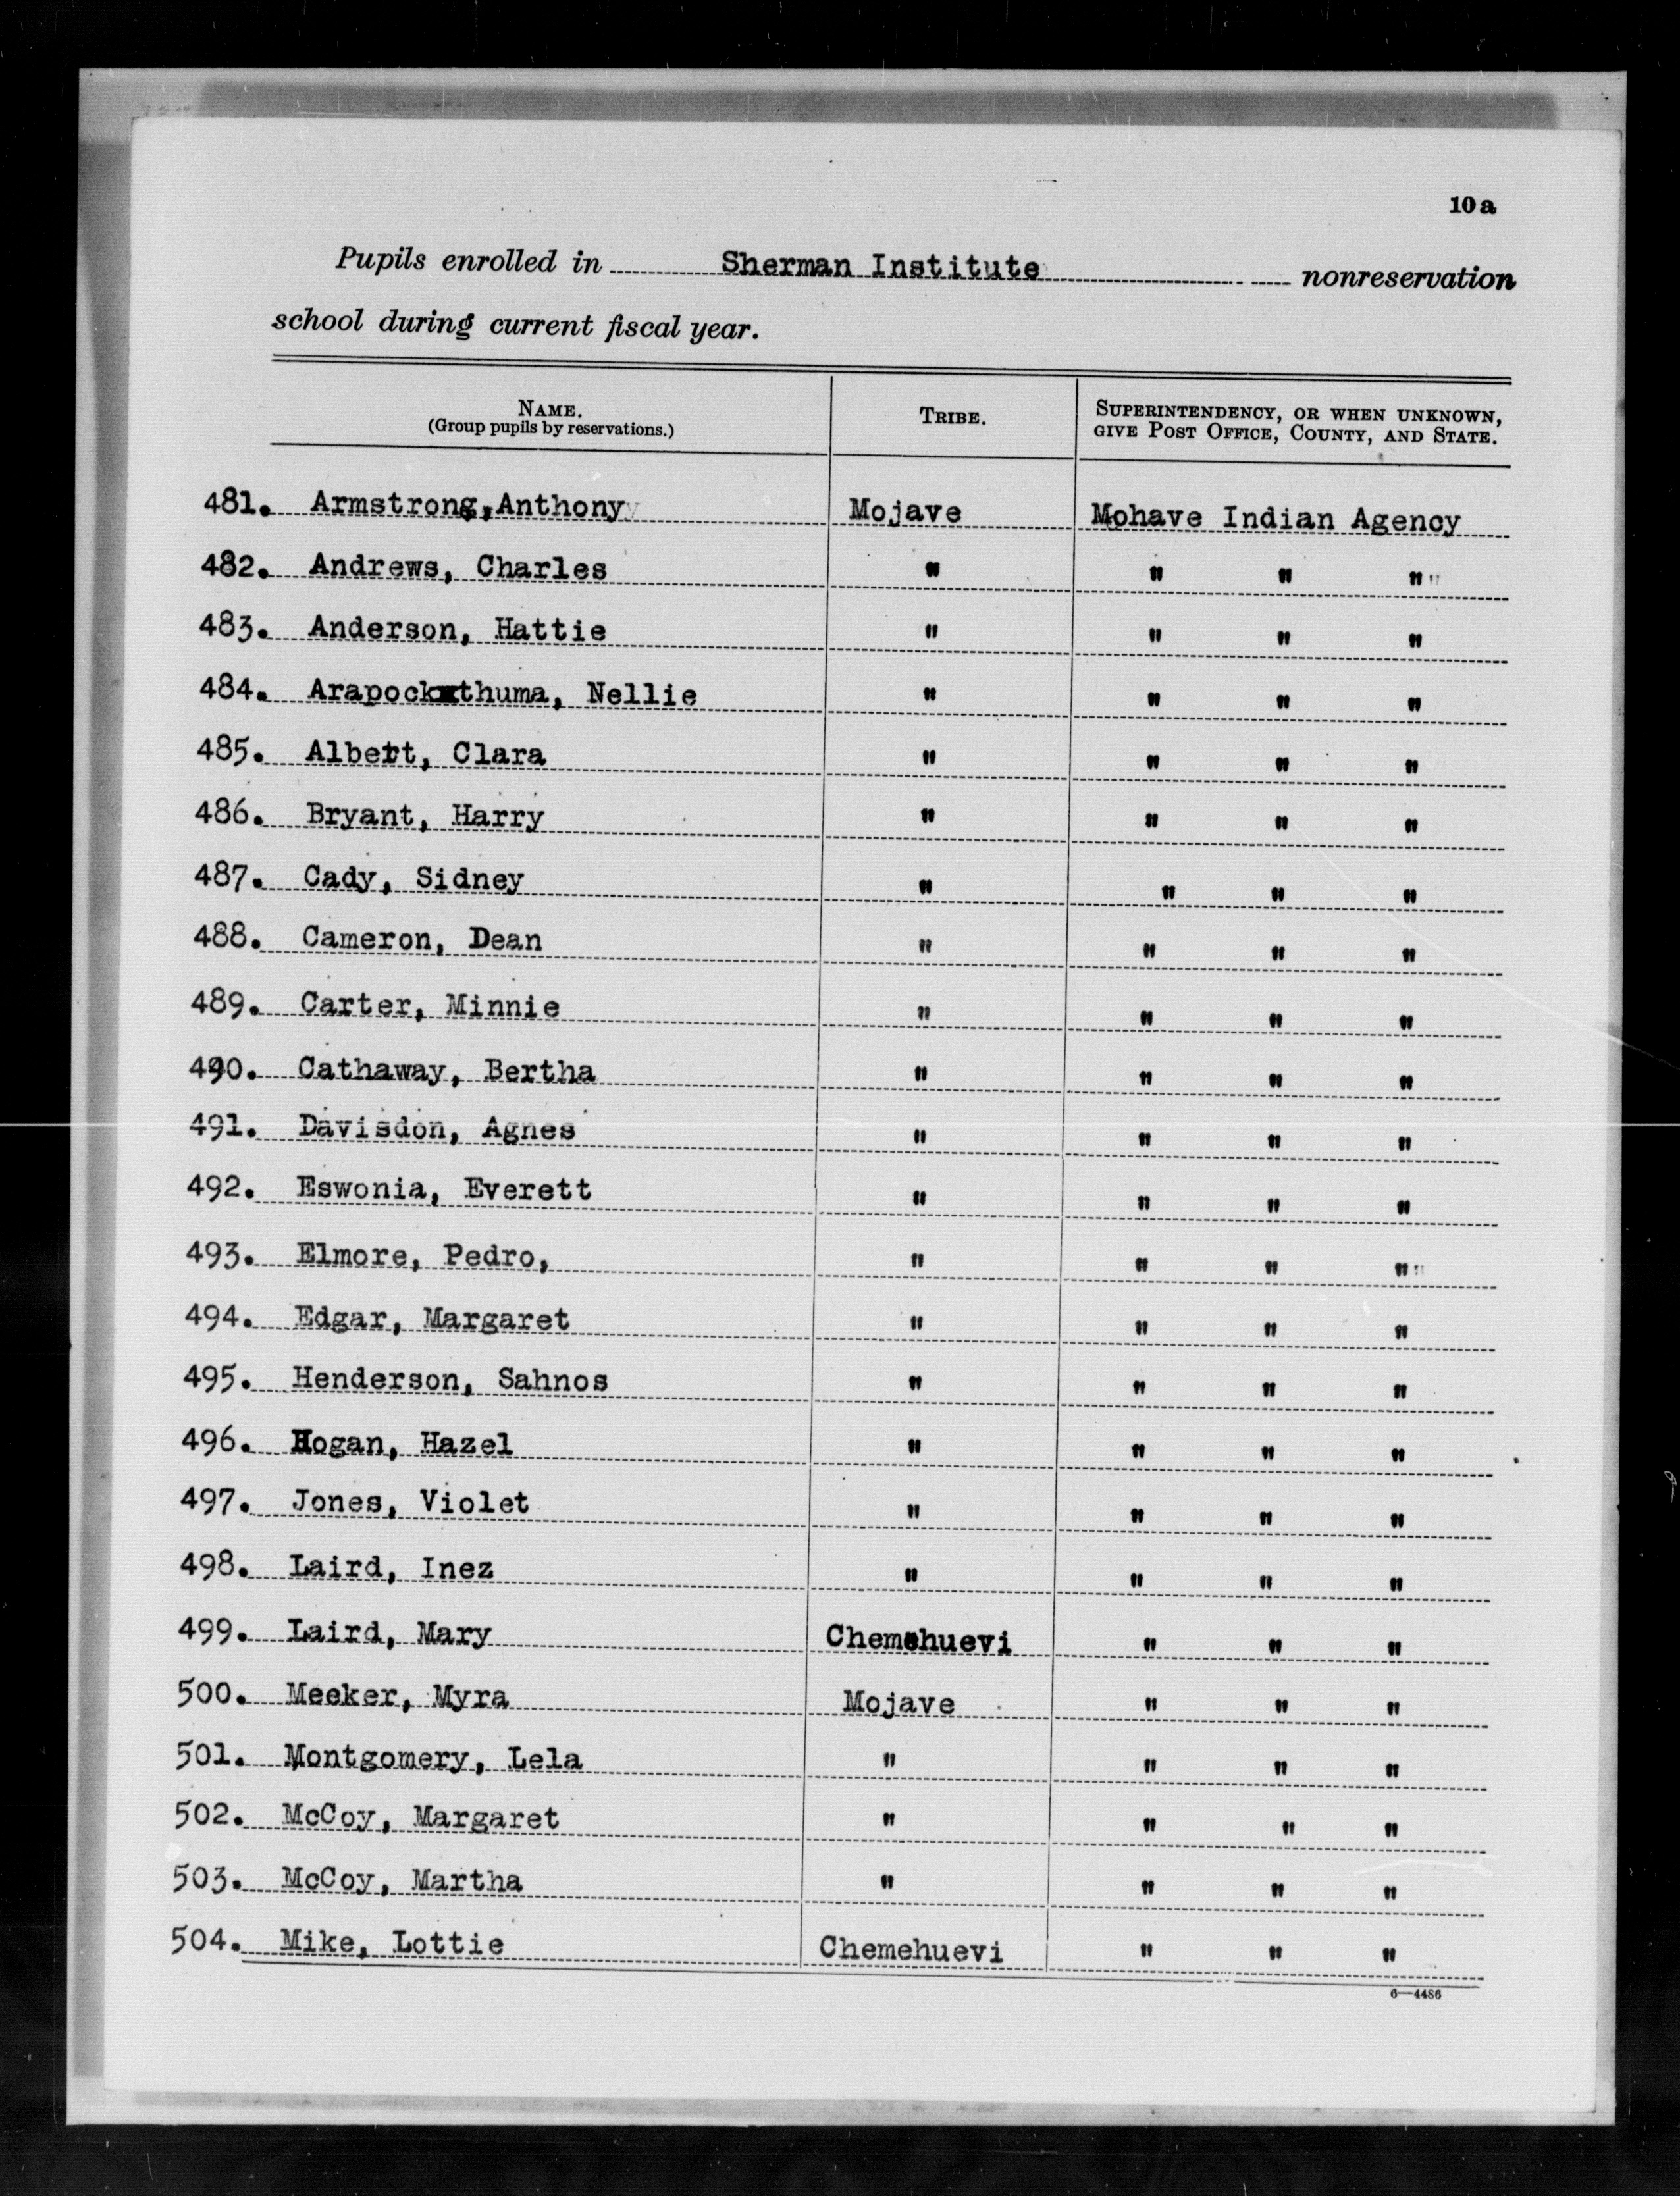 10a
Pupils enrolled in Sherman Institute nonreservation
school during current fiscal year.
NAME. (Group pupils by reservations.) TRIBE. SUPERINTENDENCY, OR WHEN UNKNOWN, GIVE POST OFFICE, COUNTY, AND STATE.
481. Armstrong, Anthony Mojave Mohave Indian Agency
482. Andrews, Charles " " " "
483. Anderson, Hattie " " " "
484. Arapockxthuma, Nellie " " " "
485. Albert, Clara " " " "
486. Bryant, Harry " " " "
487. Cady, Sidney " " " "
488. Cameron, Dean " " " "
489. Carter, Minnie " " " "
490. Cathaway, Bertha " " " "
491. Davisdon, Agnes " " " "
492. Eswonia, Everett " " " "
493. Elmore, Pedro, " " " "
494. Edgar, Margaret " " " "
495. Henderson, Sahnos " " " "
496. Hogan, Hazel " " " "
497. Jones, Violet " " " "
498. Laird, Inez " " " "
499. Laird, Mary Chemehuevi " " "
500. Meeker, Myra Mojave " " "
501. Montgomery, Lela " " " "
502. McCoy, Margaret " " " "
503. McCoy, Martha " " " "
504. Mike, Lottie Chemehuevi " " "
6—4486